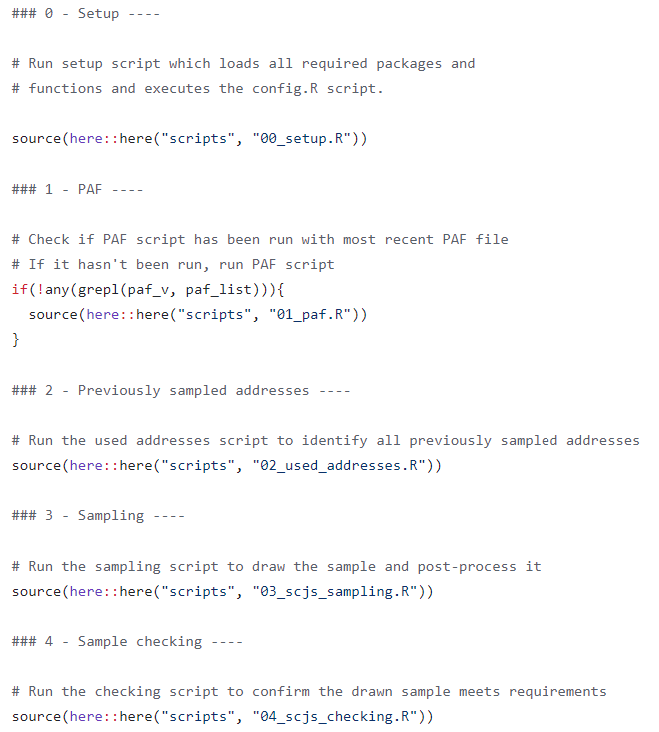 ### 0 - Setup ----
# Run setup script which loads all required packages and
# functions and executes the config.R script.
source(here::here("scripts", "00_setup.R"))
### 1 - PAF ----
# Check if PAF script has been run with most recent PAF file
# If it hasn't been run, run PAF script
if(!any(grepl(paf_v, paf_list))){
  source(here::here("scripts", "01_paf.R"))
}
### 2 - Previously sampled addresses ----
# Run the used addresses script to identify all previously sampled addresses
source(here::here("scripts", "02_used_addresses.R"))
### 3 - Sampling ----
# Run the sampling script to draw the sample and post-process it
source(here::here("scripts", "03_scjs_sampling.R"))
### 4 - Sample checking ----
# Run the checking script to confirm the drawn sample meets requirements
source(here::here("scripts", "04_scjs_checking.R"))